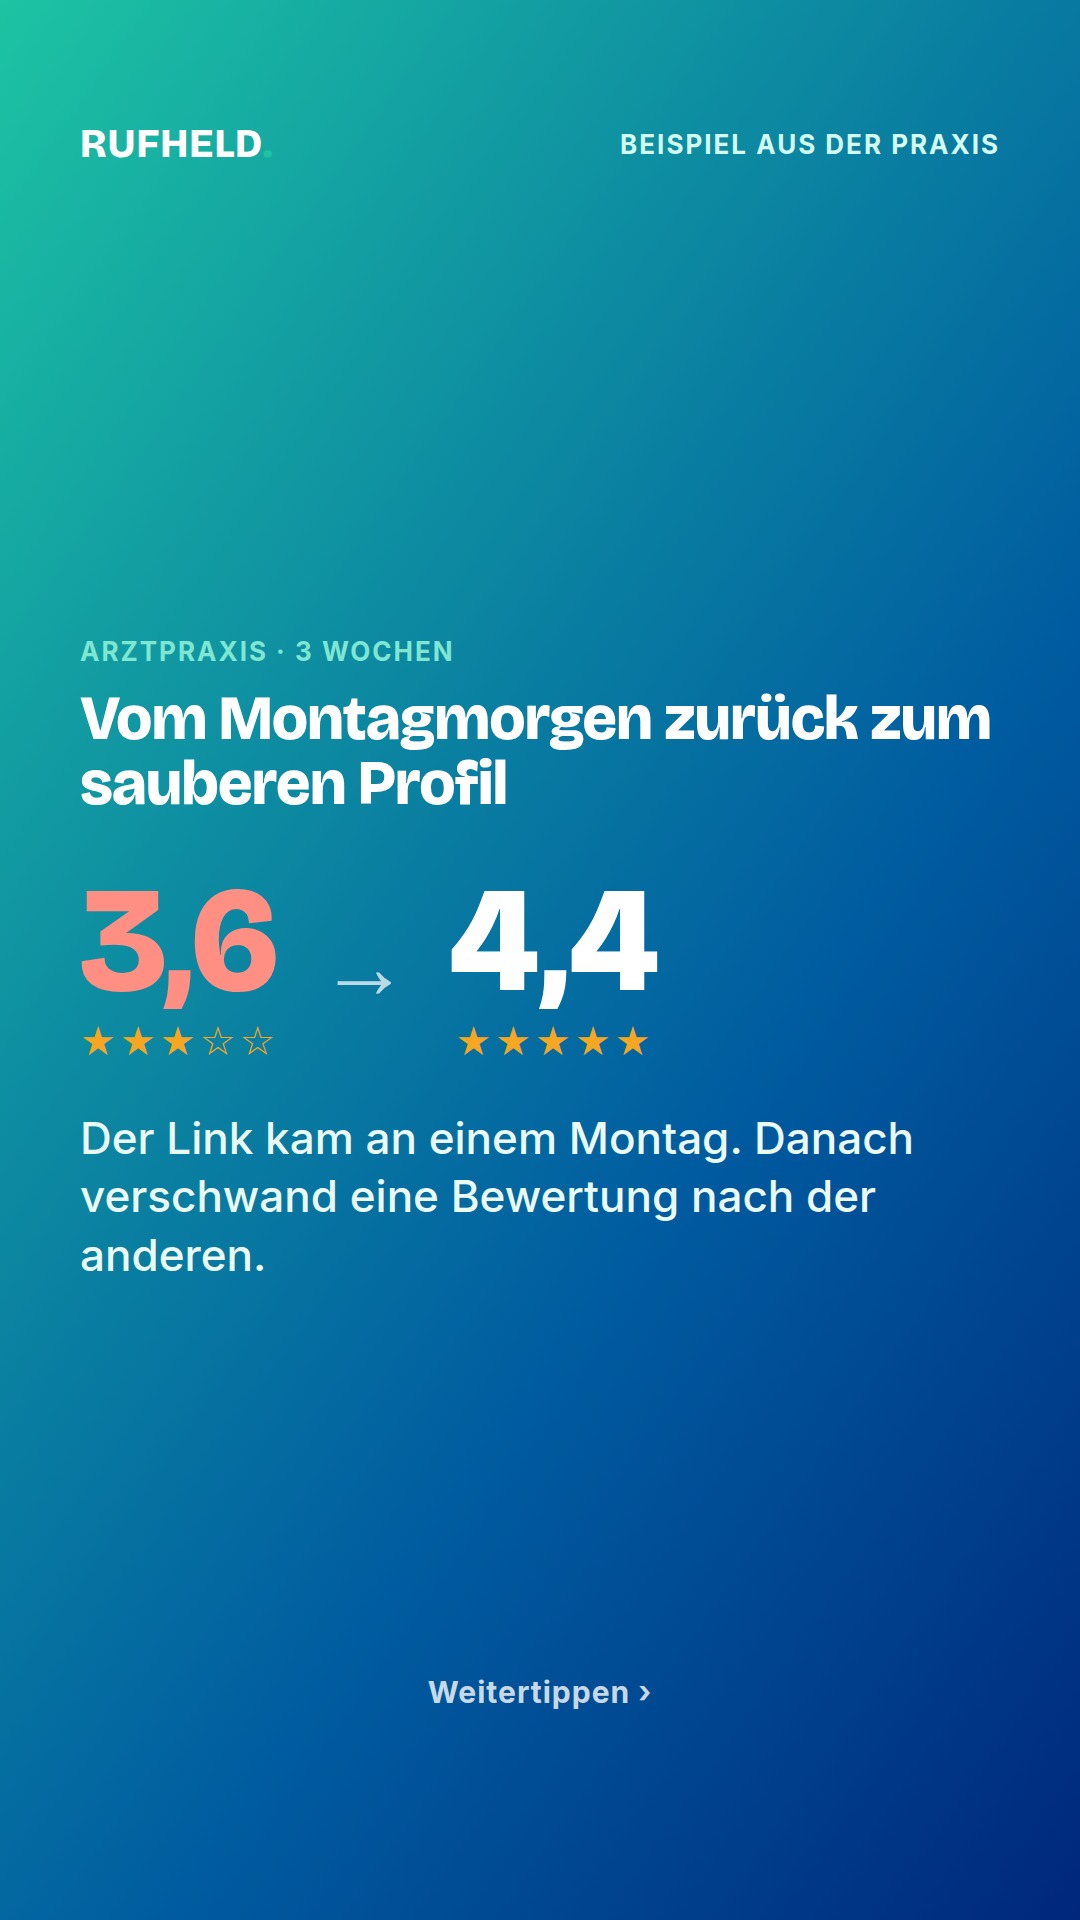 RUFHELD.
BEISPIEL AUS DER PRAXIS
ARZTPRAXIS · 3 WOCHEN
Vom Montagmorgen zurück zum
sauberen Profil
3,6 → 4,4
★★★☆☆ ★★★★★
Der Link kam an einem Montag. Danach
verschwand eine Bewertung nach der
anderen.
Weitertippen ›